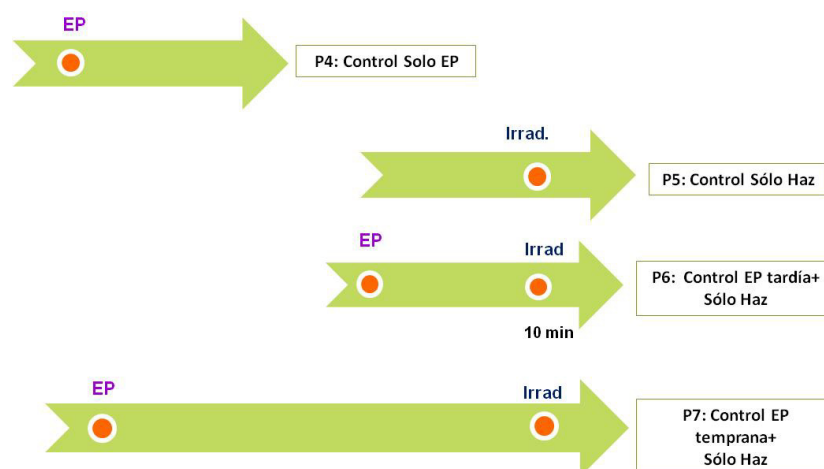 EP
P4: Control Solo EP
Irrad.
P5: Control Sólo Haz
EP
Irrad
P6: Control EP tardía+
Sólo Haz
10 min
EP
Irrad
P7: Control EP
temprana+
Sólo Haz